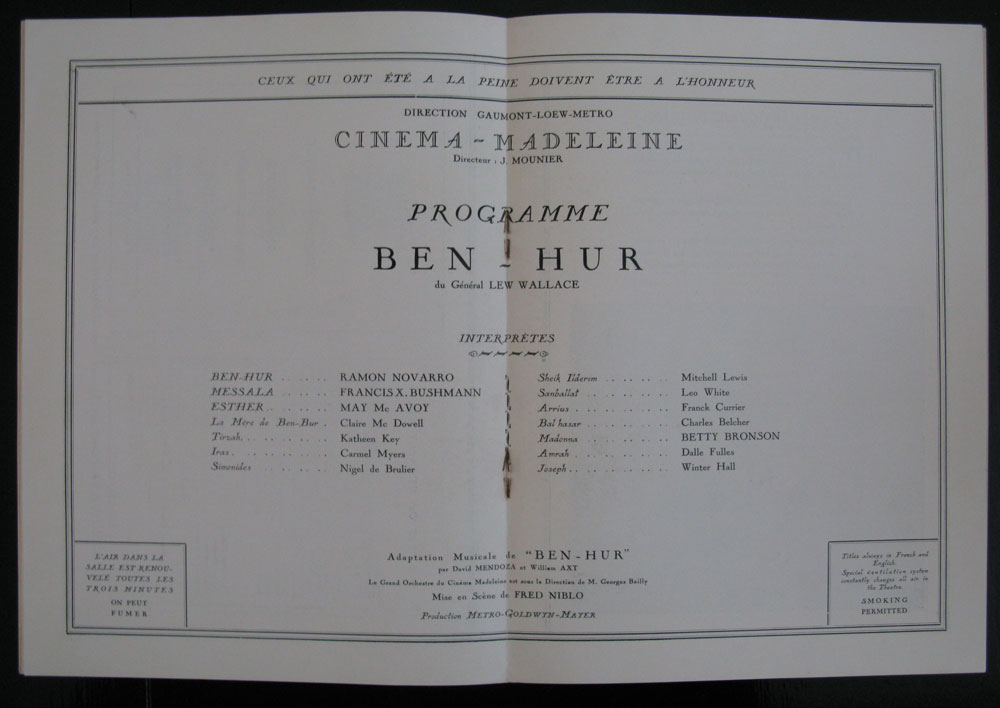 CEUX QUI ONT ÉTÉ A LA PEINE DOIVENT ÊTRE A L'HONNEUR
DIRECTION GAUMONT-LOEW-METRO
CINEMA - MADELEINE
Directeur : J. MOUNIER
PROGRAMME
BEN - HUR
du Général LEW WALLACE
INTERPRÈTES
BEN-HUR . . . . . . RAMON NOVARRO
MESSALA . . . . . . FRANCIS X. BUSHMANN
ESTHER . . . . . . . MAY Mc AVOY
La Mère de Ben-Bur . Claire Mc Dowell
Tirzah. . . . . . . . . Katheen Key
Iras . . . . . . . . . . Carmel Myers
Simonides . . . . . . Nigel de Brulier
Sheik Ilderim . . . . . . . Mitchell Lewis
Sanballat . . . . . . . . . Leo White
Arrius . . . . . . . . . . Franck Currier
Bal hasar . . . . . . . . . Charles Belcher
Madonna . . . . . . . . . BETTY BRONSON
Amrah . . . . . . . . . . Dalle Fulles
Joseph . . . . . . . . . . Winter Hall
L'AIR DANS LA
SALLE EST RENOU-
VELÉ TOUTES LES
TROIS MINUTES
ON PEUT
FUMER
Adaptation Musicale de "BEN-HUR"
par David MENDOZA et William AXT
Le Grand Orchestre du Cinéma Madeleine est sous la Direction de M. Georges Bailly
Mise en Scène de FRED NIBLO
Production METRO-GOLDWYN-MAYER
Titles always in French and
English.
Special ventilation system
constantly changes all air in
the Theatre.
SMOKING
PERMITTED